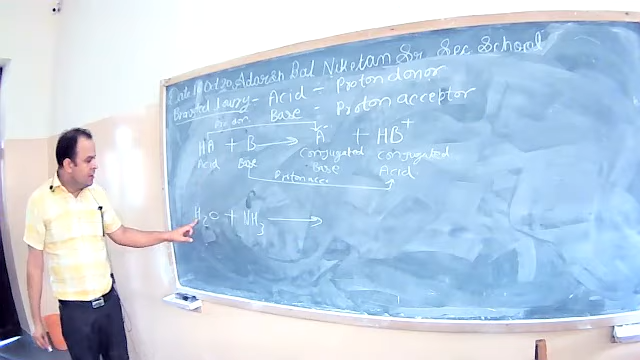 Adarsh Bal Niketan Sr Sec School
Bronsted Lowry - Acid - Proton donor
Base - Proton acceptor
HA + B → A⁻ + HB⁺
Acid Base Conjugated Conjugated
Base Acid
Proton acc.
H₂O + NH₃ →